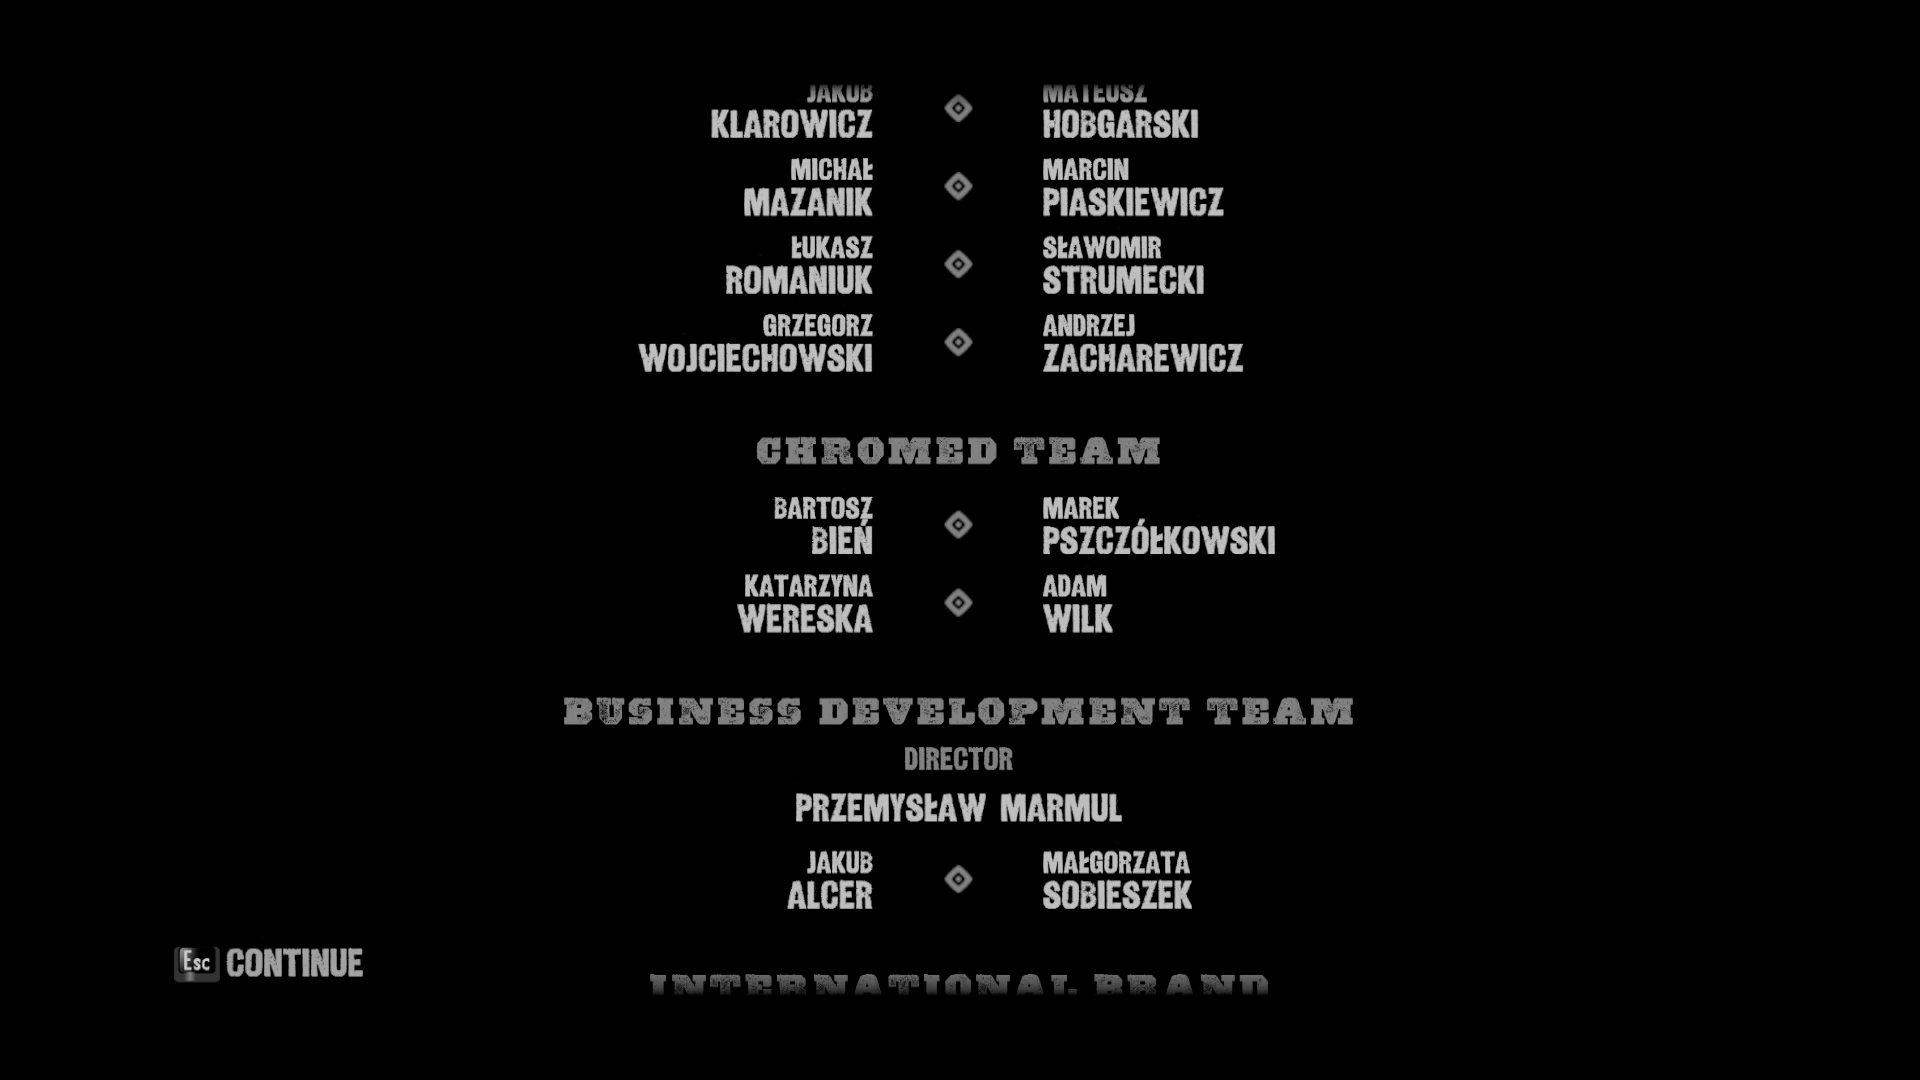 JAKUB MATEUSZ
KLAROWICZ HOBGARSKI
MICHAŁ MARCIN
MAZANIK PIASKIEWICZ
ŁUKASZ SŁAWOMIR
ROMANIUK STRUMECKI
GRZEGORZ ANDRZEJ
WOJCIECHOWSKI ZACHAREWICZ
CHROMED TEAM
BARTOSZ MAREK
BIEŃ PSZCZÓŁKOWSKI
KATARZYNA ADAM
WERESKA WILK
BUSINESS DEVELOPMENT TEAM
DIRECTOR
PRZEMYSŁAW MARMUL
JAKUB MAŁGORZATA
ALCER SOBIESZEK
Esc CONTINUE
INTERNATIONAL BRAND